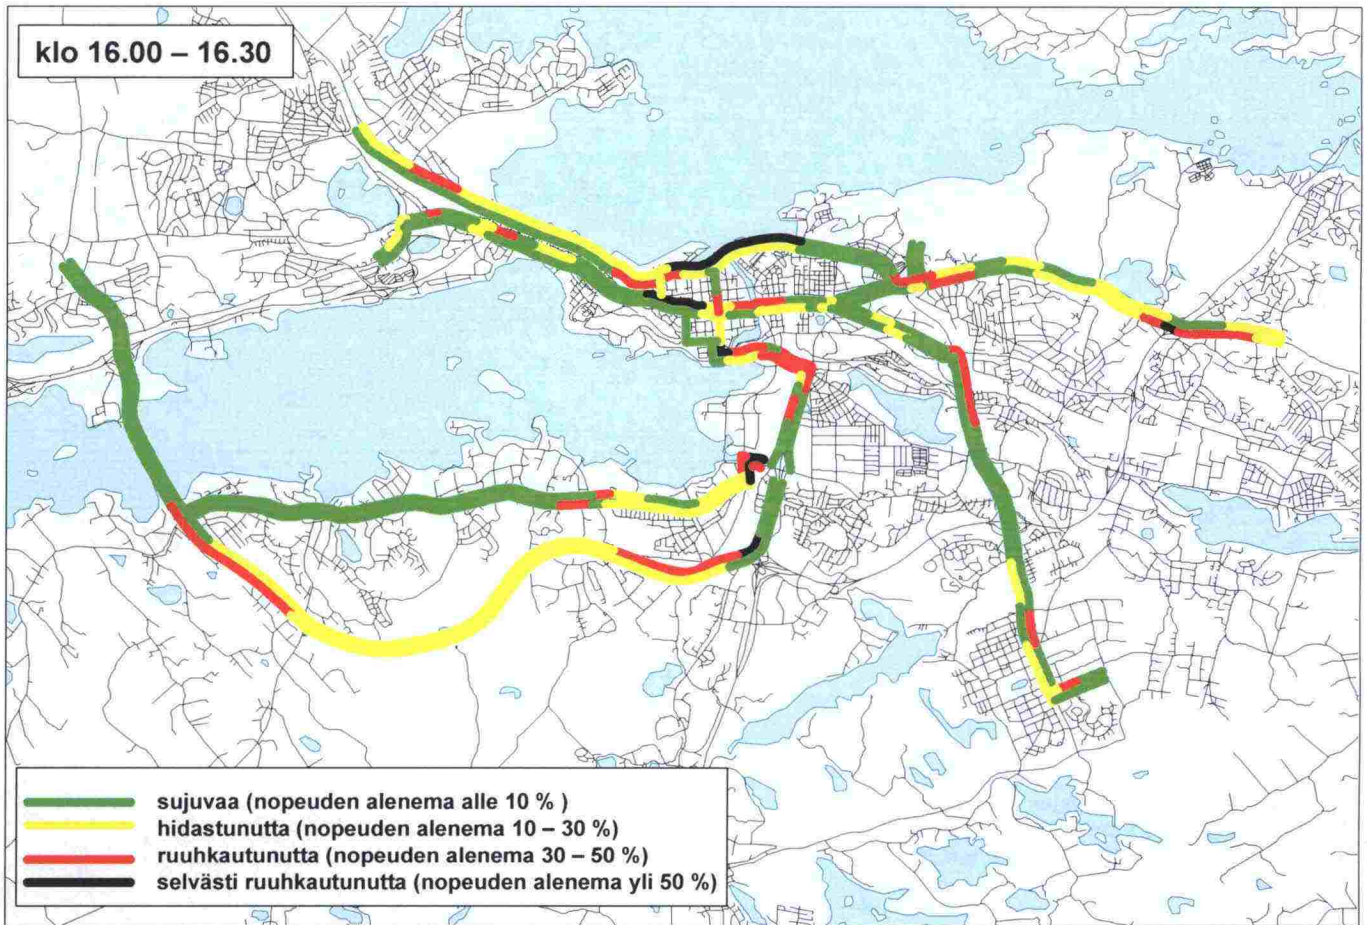 klo 16.00 – 16.30
sujuvaa (nopeuden alenema alle 10 % )
hidastunutta (nopeuden alenema 10 – 30 %)
ruuhkautunutta (nopeuden alenema 30 – 50 %)
selvästi ruuhkautunutta (nopeuden alenema yli 50 %)